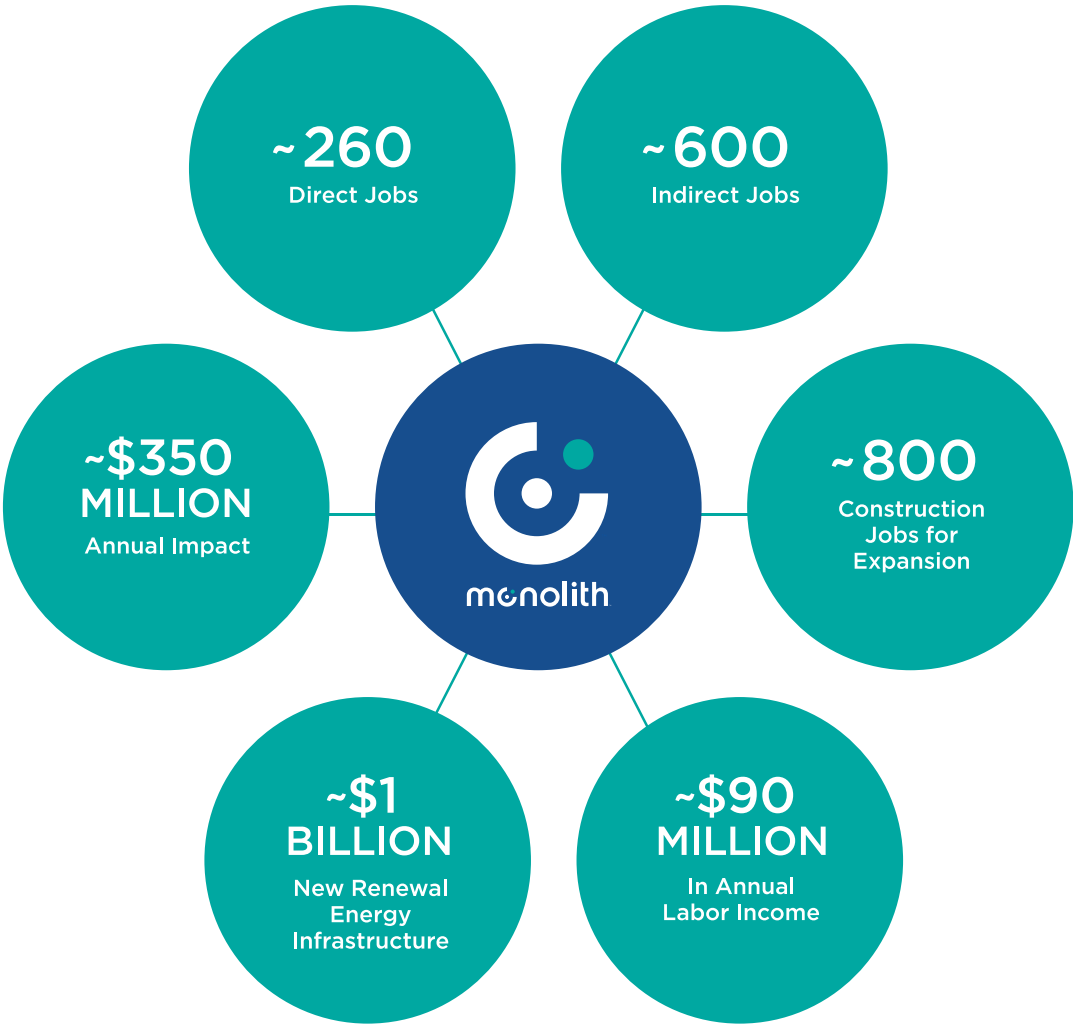 ~260
Direct Jobs
~600
Indirect Jobs
~$350
MILLION
Annual Impact
monolith
~800
Construction
Jobs for
Expansion
~$1
BILLION
New Renewal
Energy
Infrastructure
~$90
MILLION
In Annual
Labor Income